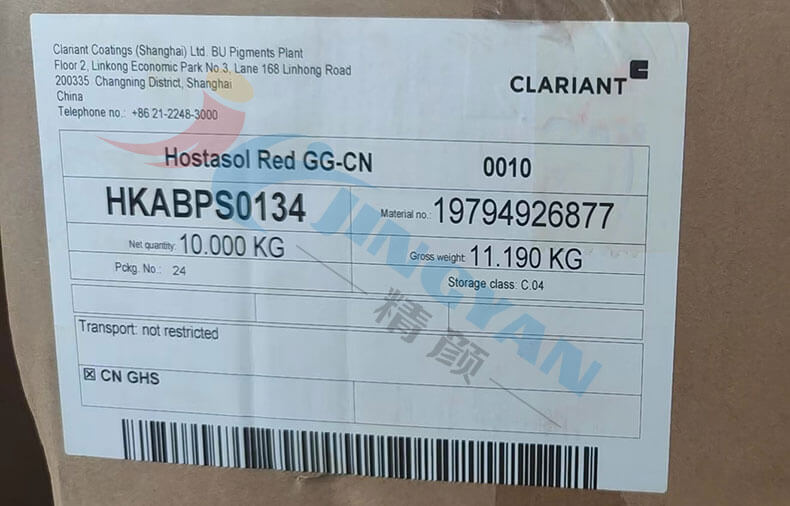 Clariant Coatings (Shanghai) Ltd. BU Pigments Plant
Floor 2, Linkong Economic Park No.3, Lane 168 Linhong Road
200335 Changning District, Shanghai
China
Telephone no.: +86 21-2248-3000
CLARIANT
Hostasol Red GG-CN 0010
HKABPS0134 Material no.: 19794926877
Net quantity: 10.000 KG Gross weight: 11.190 KG
Pckg. No.: 24 Storage class: C.04
Transport: not restricted
CN GHS
JINGYAN
精颜